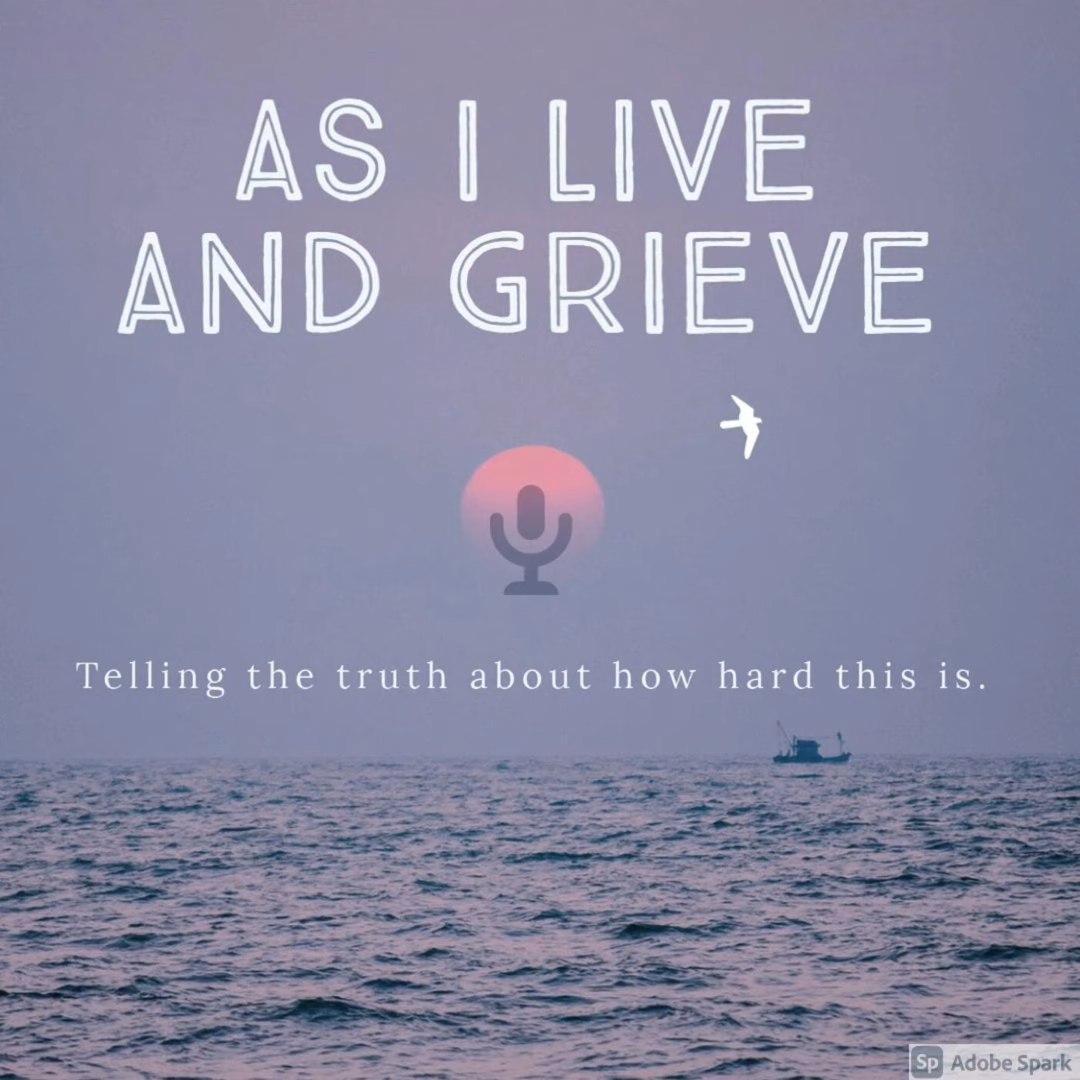 AS I LIVE
AND GRIEVE
Telling the truth about how hard this is.
Sp Adobe Spark